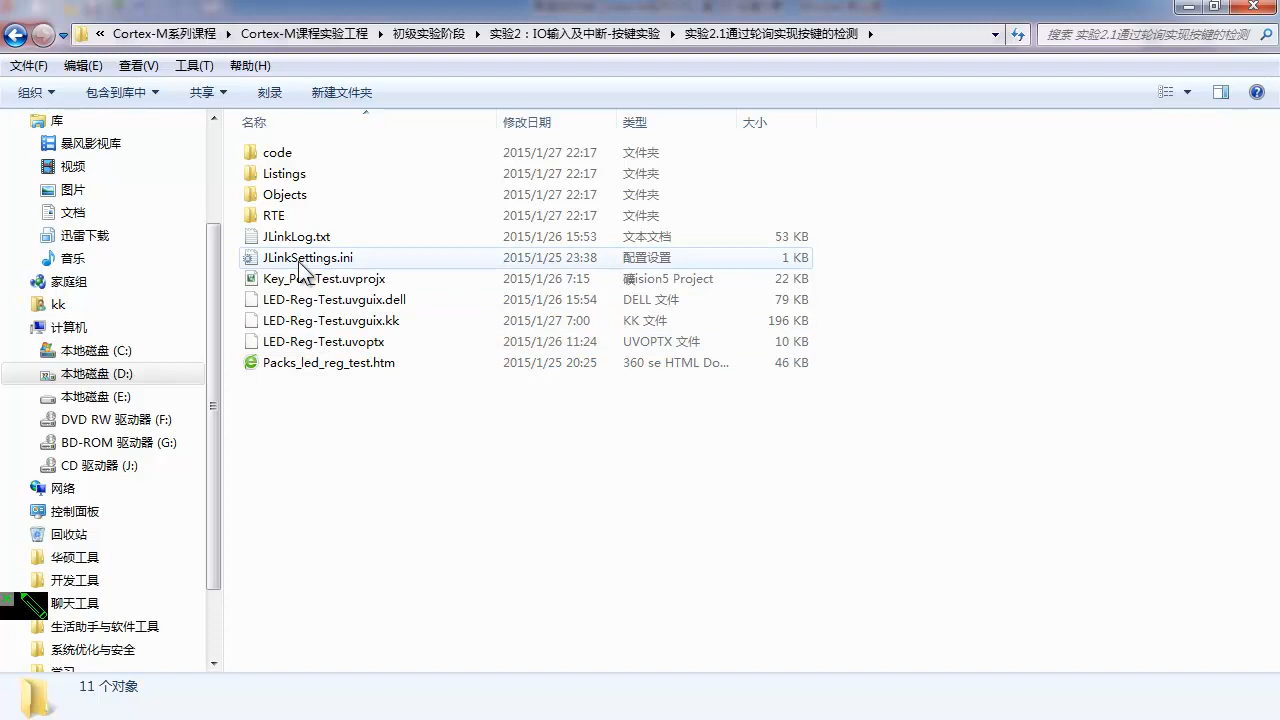 « Cortex-M系列课程 Cortex-M课程实验工程 初级实验阶段 实验2：IO输入及中断-按键实验 实验2.1通过轮询实现按键的检测
搜索 实验2.1通过轮询实现按键的检测
文件(F) 编辑(E) 查看(V) 工具(T) 帮助(H)
组织 包含到库中 共享 刻录 新建文件夹
库
暴风影视库
视频
图片
文档
迅雷下载
音乐
家庭组
kk
计算机
本地磁盘 (C:)
本地磁盘 (D:)
本地磁盘 (E:)
DVD RW 驱动器 (F:)
BD-ROM 驱动器 (G:)
CD 驱动器 (J:)
网络
控制面板
回收站
华硕工具
开发工具
聊天工具
生活助手与软件工具
系统优化与安全
名称 修改日期 类型 大小
code 2015/1/27 22:17 文件夹
Listings 2015/1/27 22:17 文件夹
Objects 2015/1/27 22:17 文件夹
RTE 2015/1/27 22:17 文件夹
JLinkLog.txt 2015/1/26 15:53 文本文档 53 KB
JLinkSettings.ini 2015/1/25 23:38 配置设置 1 KB
2015/1/26 7:15 Project 22 KB
LED-Reg-Test.uvguix.dell 2015/1/26 15:54 DELL 文件 79 KB
LED-Reg-Test.uvguix.kk 2015/1/27 7:00 KK 文件 196 KB
LED-Reg-Test.uvoptx 2015/1/26 11:24 UVOPTX 文件 10 KB
Packs_led_reg_test.htm 2015/1/25 20:25 360 se HTML Do... 46 KB
11 个对象